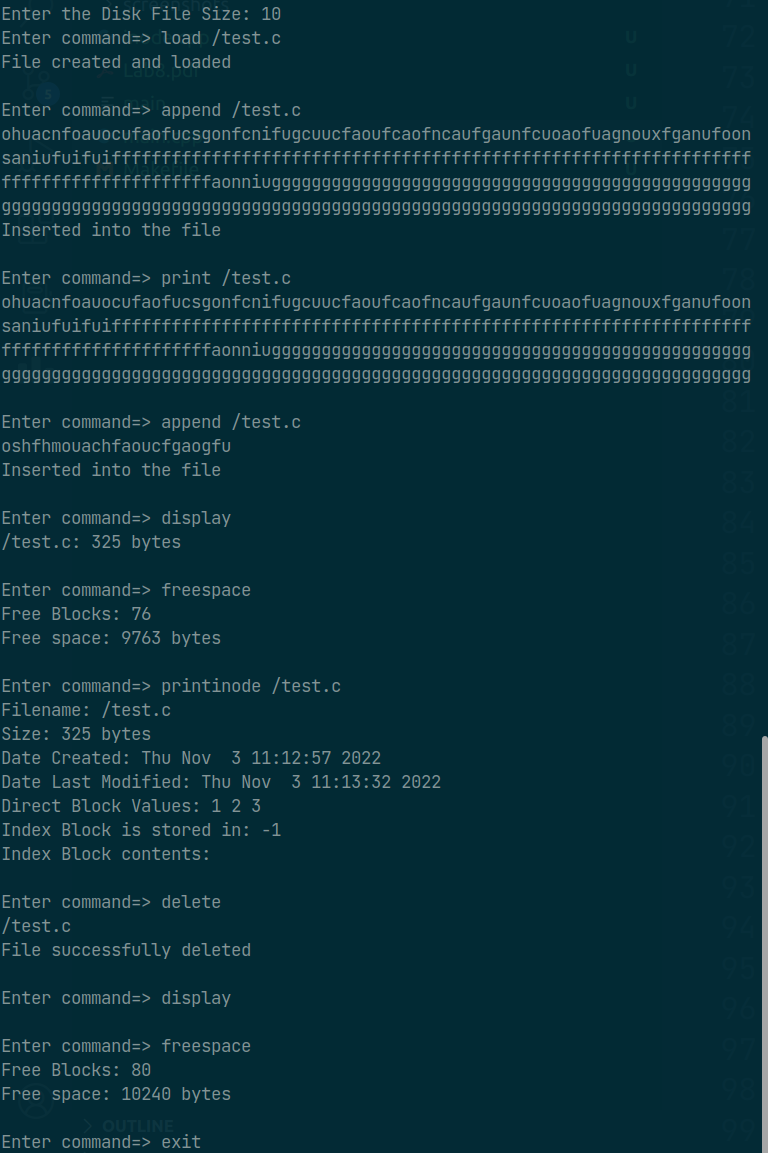 Enter the Disk File Size: 10
Enter command=> load /test.c
File created and loaded
Enter command=> append /test.c
ohuacnfoauocufaofucsgonfcnifugcuucfaoufcaofncaufgaunfcuoaofuagnouxfganufoon
saniufuifuiffffffffffffffffffffffffffffffffffffffffffffffffffffffffffffffff
fffffffffffffffffffffaonniugggggggggggggggggggggggggggggggggggggggggggggggg
ggggggggggggggggggggggggggggggggggggggggggggggggggggggggggggggggggggggggggg
Inserted into the file
Enter command=> print /test.c
ohuacnfoauocufaofucsgonfcnifugcuucfaoufcaofncaufgaunfcuoaofuagnouxfganufoon
saniufuifuiffffffffffffffffffffffffffffffffffffffffffffffffffffffffffffffff
fffffffffffffffffffffaonniugggggggggggggggggggggggggggggggggggggggggggggggg
ggggggggggggggggggggggggggggggggggggggggggggggggggggggggggggggggggggggggggg
Enter command=> append /test.c
oshfhmouachfaoucfgaogfu
Inserted into the file
Enter command=> display
/test.c: 325 bytes
Enter command=> freespace
Free Blocks: 76
Free space: 9763 bytes
Enter command=> printinode /test.c
Filename: /test.c
Size: 325 bytes
Date Created: Thu Nov  3 11:12:57 2022
Date Last Modified: Thu Nov  3 11:13:32 2022
Direct Block Values: 1 2 3
Index Block is stored in: -1
Index Block contents:
Enter command=> delete
/test.c
File successfully deleted
Enter command=> display
Enter command=> freespace
Free Blocks: 80
Free space: 10240 bytes
OUTLINE
Enter command=> exit